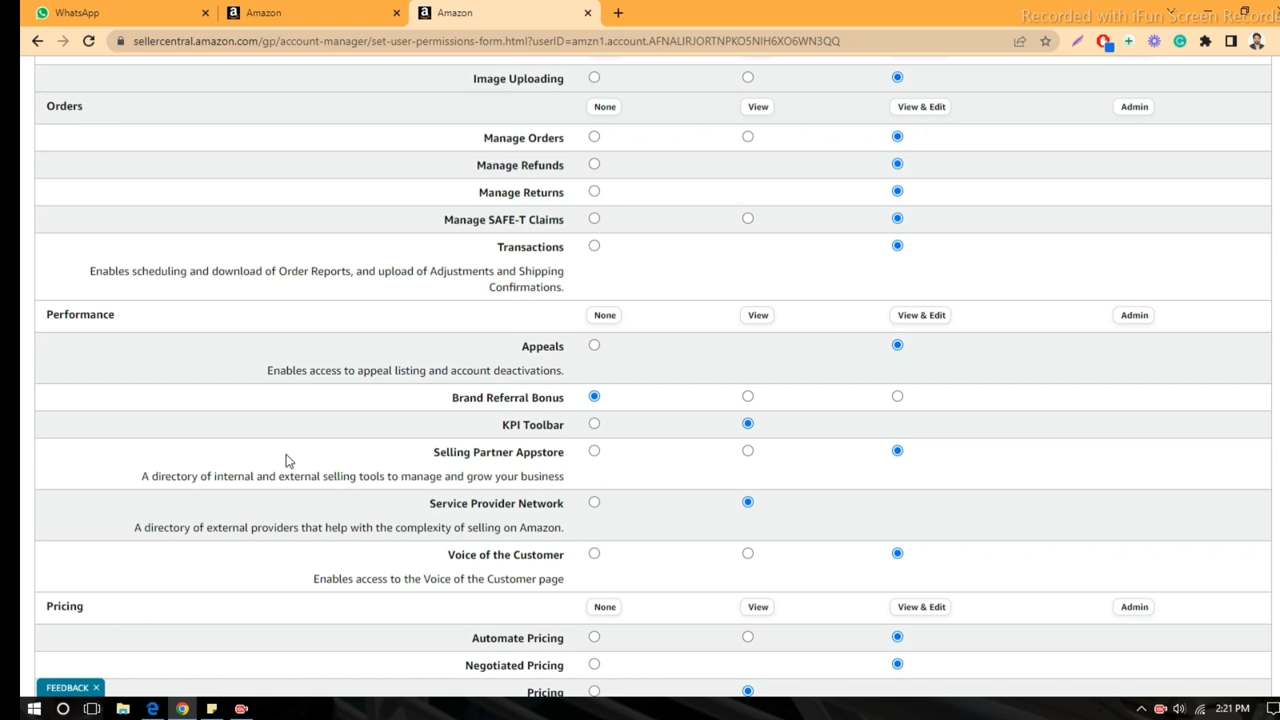 WhatsApp
Amazon
Amazon
Recorded with iFun Screen Record
sellercentral.amazon.com/gp/account-manager/set-user-permissions-form.html?userID=amzn1.account.AFNALIRJORTNPKO5NIH6XO6WN3QQ
Image Uploading
Orders None View View & Edit Admin
Manage Orders
Manage Refunds
Manage Returns
Manage SAFE-T Claims
Transactions
Enables scheduling and download of Order Reports, and upload of Adjustments and Shipping
Confirmations.
Performance None View View & Edit Admin
Appeals
Enables access to appeal listing and account deactivations.
Brand Referral Bonus
KPI Toolbar
Selling Partner Appstore
A directory of internal and external selling tools to manage and grow your business
Service Provider Network
A directory of external providers that help with the complexity of selling on Amazon.
Voice of the Customer
Enables access to the Voice of the Customer page
Pricing None View View & Edit Admin
Automate Pricing
Negotiated Pricing
Pricing
FEEDBACK
2:21 PM